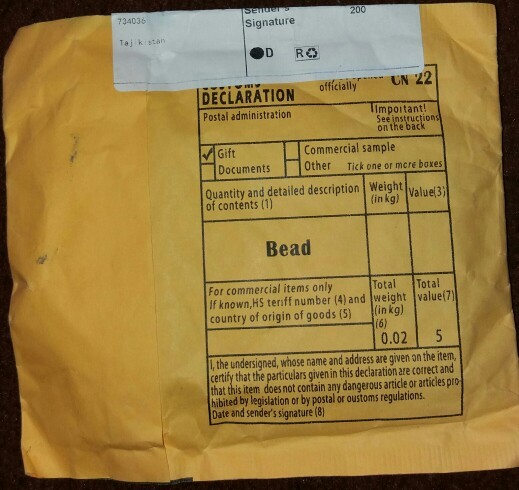 734036
Tajikistan
Sender's
Signature
200
D R
CUSTOMS
DECLARATION
officially
CN 22
Postal administration
Important!
See instructions
on the back
Gift
Documents
Commercial sample
Other Tick one or more boxes
Quantity and detailed description
of contents (1)
Weight
(in kg)
Value(3)
Bead
For commercial items only
If known,HS teriff number (4) and
country of origin of goods (5)
Total
weight
(in kg)
(6)
0.02
Total
value(7)
5
I, the undersigned, whose name and address are given on the item,
certify that the particulars given in this declaration are correct and
that this item does not contain any dangerous article or articles pro-
hibited by legislation or by postal or oustoms regulations.
Date and sender's signature (8)